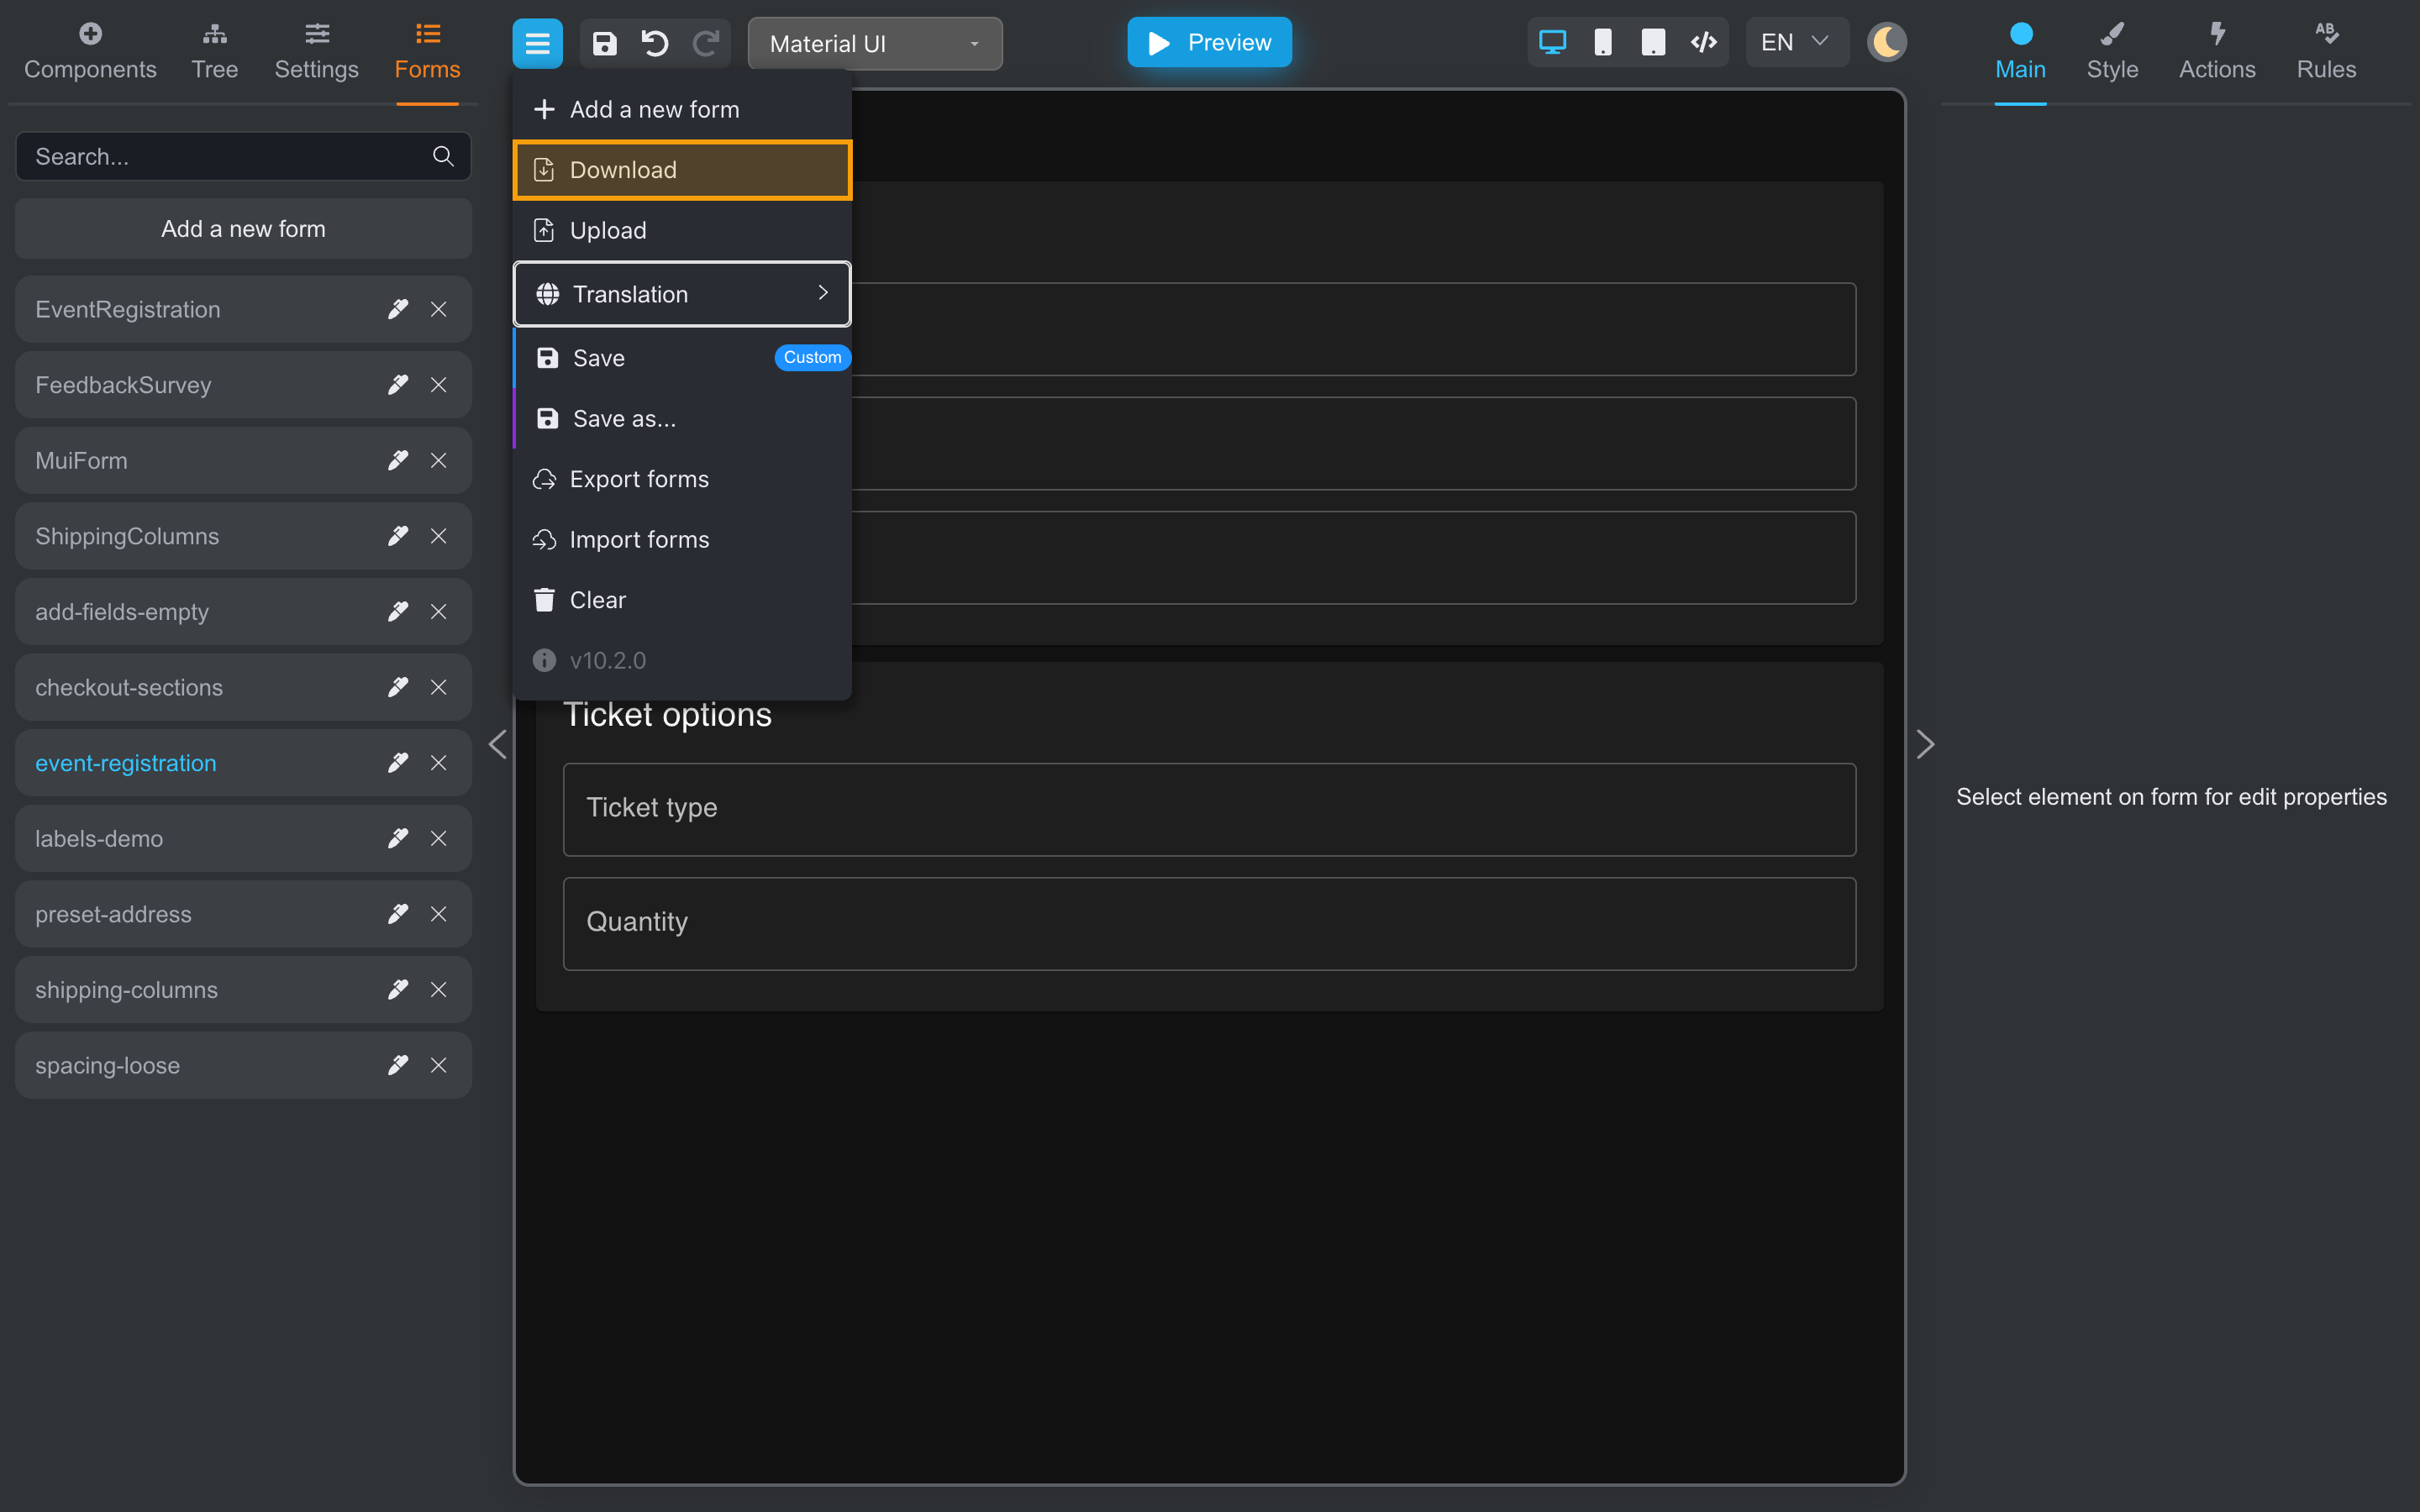 Components
Tree
Settings
Forms
Material UI
Preview
EN
Main
Style
Actions
AB
Rules
Search...
Add a new form
EventRegistration
FeedbackSurvey
MuiForm
ShippingColumns
add-fields-empty
checkout-sections
event-registration
labels-demo
preset-address
shipping-columns
spacing-loose
Add a new form
Download
Upload
Translation
Save
Custom
Save as...
Export forms
Import forms
Clear
v10.2.0
Ticket options
Ticket type
Quantity
Select element on form for edit properties